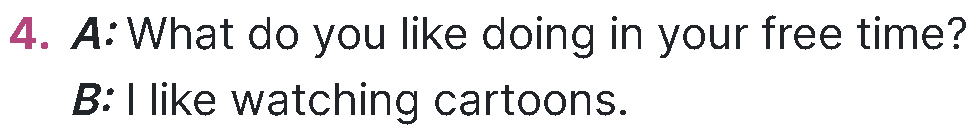 4. A: What do you like doing in your free time?
B: I like watching cartoons.